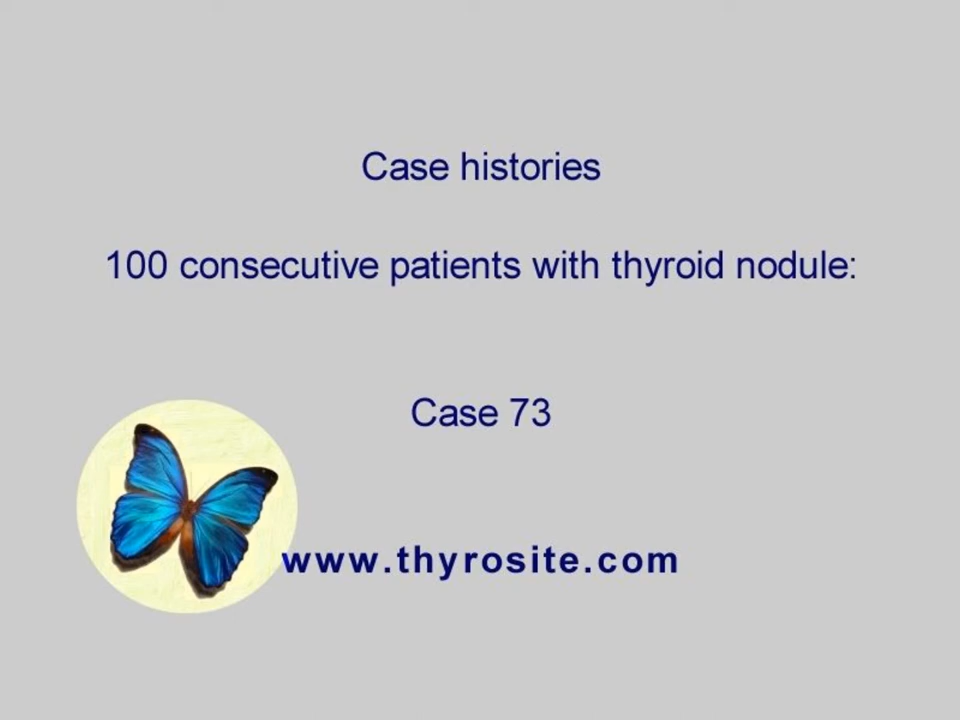 Case histories
100 consecutive patients with thyroid nodule:
Case 73
www.thyrosite.com